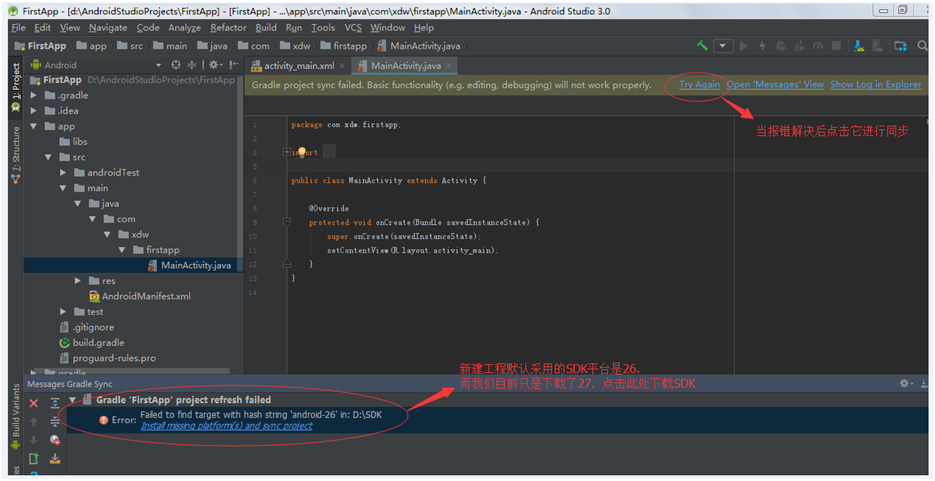 FirstApp - [d:\AndroidStudioProjects\FirstApp] - [FirstApp] - ...\app\src\main\java\com\xdw\firstapp\MainActivity.java - Android Studio 3.0
File Edit View Navigate Code Analyze Refactor Build Run Tools VCS Window Help
FirstApp app src main java com xdw firstapp MainActivity.java
Android
activity_main.xml MainActivity.java
1: Project
7: Structure
Build Variants
FirstApp D:\AndroidStudioProjects\FirstApp
.gradle
.idea
app
libs
src
androidTest
main
java
com
xdw
firstapp
MainActivity.java
res
AndroidManifest.xml
test
.gitignore
build.gradle
proguard-rules.pro
gradle
Gradle project sync failed. Basic functionality (e.g. editing, debugging) will not work properly. Try Again Open 'Messages' View Show Log in Explorer
当报错解决后点击它进行同步
1 package com.xdw.firstapp;
2
3 import ...
5
6 public class MainActivity extends Activity {
7
8 @Override
9 protected void onCreate(Bundle savedInstanceState) {
10 super.onCreate(savedInstanceState);
11 setContentView(R.layout.activity_main);
12 }
13 }
14
新建工程默认采用的SDK平台是26,
而我们目前只是下载了27，点击此处下载SDK
Messages Gradle Sync
Gradle 'FirstApp' project refresh failed
Error: Failed to find target with hash string 'android-26' in: D:\SDK
Install missing platform(s) and sync project